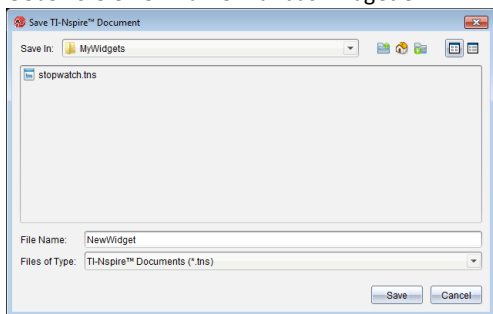 Save TI-Nspire™ Document
Save In: MyWidgets
stopwatch.tns
File Name: NewWidget
Files of Type: TI-Nspire™ Documents (*.tns)
Save Cancel